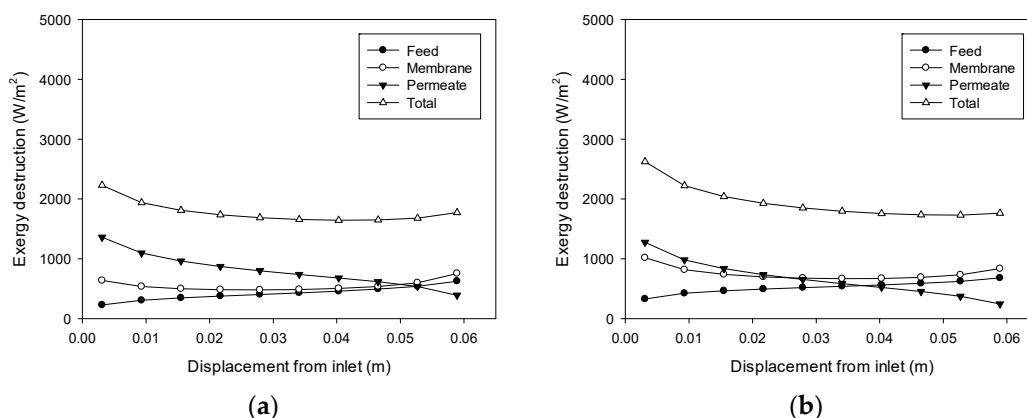 5000
4000
3000
2000
1000
0
Exergy destruction (W/m²)
Feed
Membrane
Permeate
Total
0.00 0.01 0.02 0.03 0.04 0.05 0.06
Displacement from inlet (m)
(a)
5000
4000
3000
2000
1000
0
Exergy destruction (W/m²)
Feed
Membrane
Permeate
Total
0.00 0.01 0.02 0.03 0.04 0.05 0.06
Displacement from inlet (m)
(b)